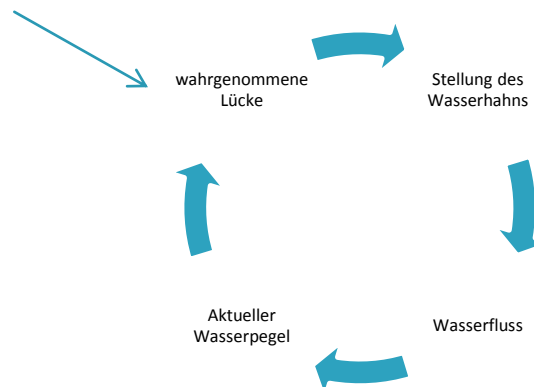 wahrgenommene
Lücke
Stellung des
Wasserhahns
Wasserfluss
Aktueller
Wasserpegel